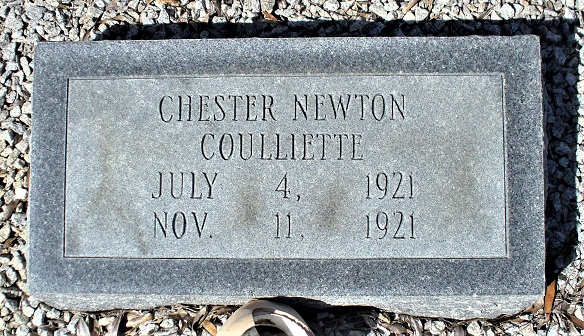 CHESTER NEWTON
COULLIETTE
JULY 4, 1921
NOV. 11, 1921